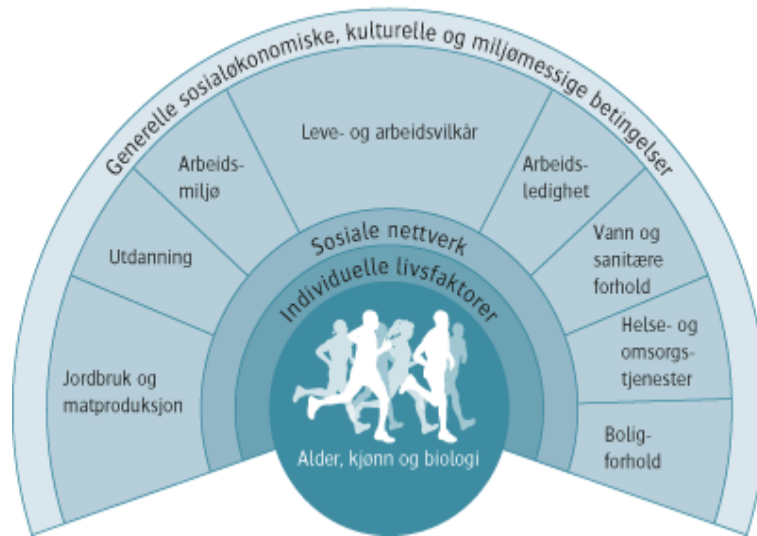 Generelle sosialøkonomiske, kulturelle og miljømessige betingelser
Leve- og arbeidsvilkår
Arbeids-
miljø
Arbeids-
ledighet
Utdanning
Vann og
sanitære
forhold
Sosiale nettverk
Individuelle livsfaktorer
Jordbruk og
matproduksjon
Helse- og
omsorgs-
tjenester
Bolig-
forhold
Alder, kjønn og biologi